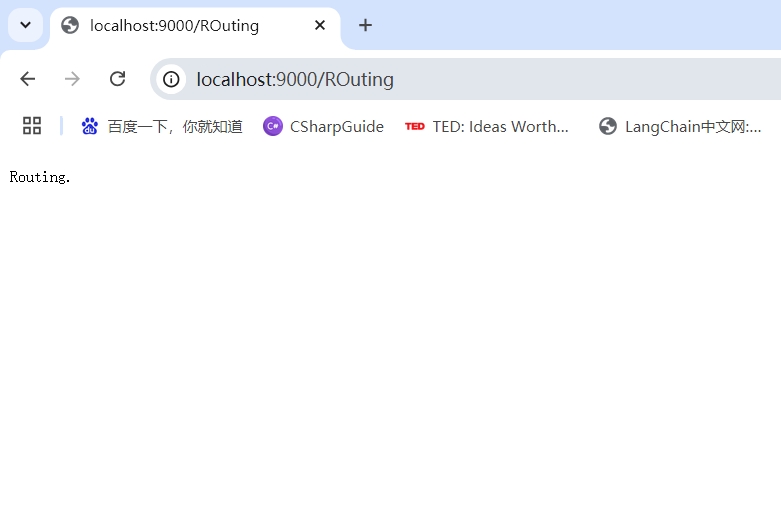 localhost:9000/ROuting
localhost:9000/ROuting
百度一下，你就知道 CSharpGuide TED: Ideas Worth... LangChain中文网:...
Routing.